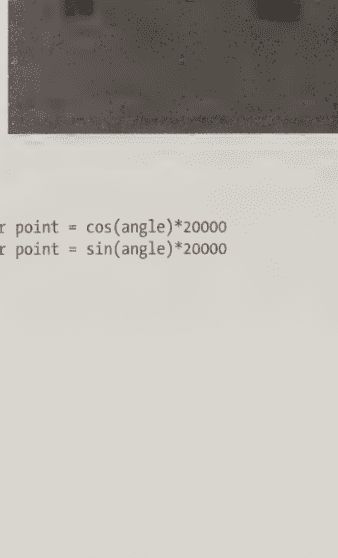 r point = cos(angle)*20000
r point = sin(angle)*20000